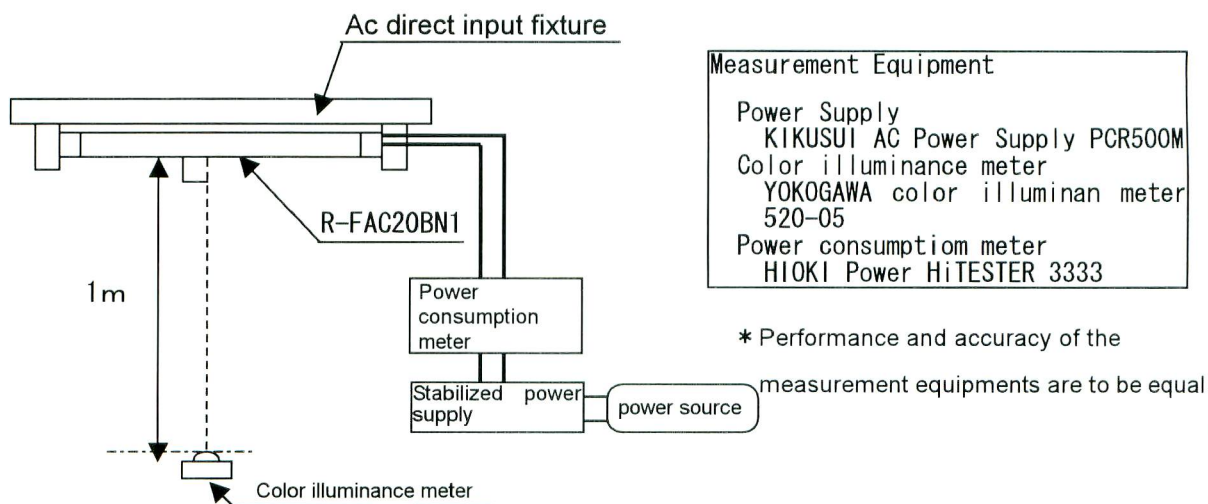 Ac direct input fixture
R-FAC20BN1
1m
Power
consumption
meter
Stabilized power
supply
power source
Color illuminance meter
Measurement Equipment
Power Supply
KIKUSUI AC Power Supply PCR500M
Color illuminance meter
YOKOGAWA color illuminan meter
520-05
Power consumptiom meter
HIOKI Power HiTESTER 3333
* Performance and accuracy of the
measurement equipments are to be equal